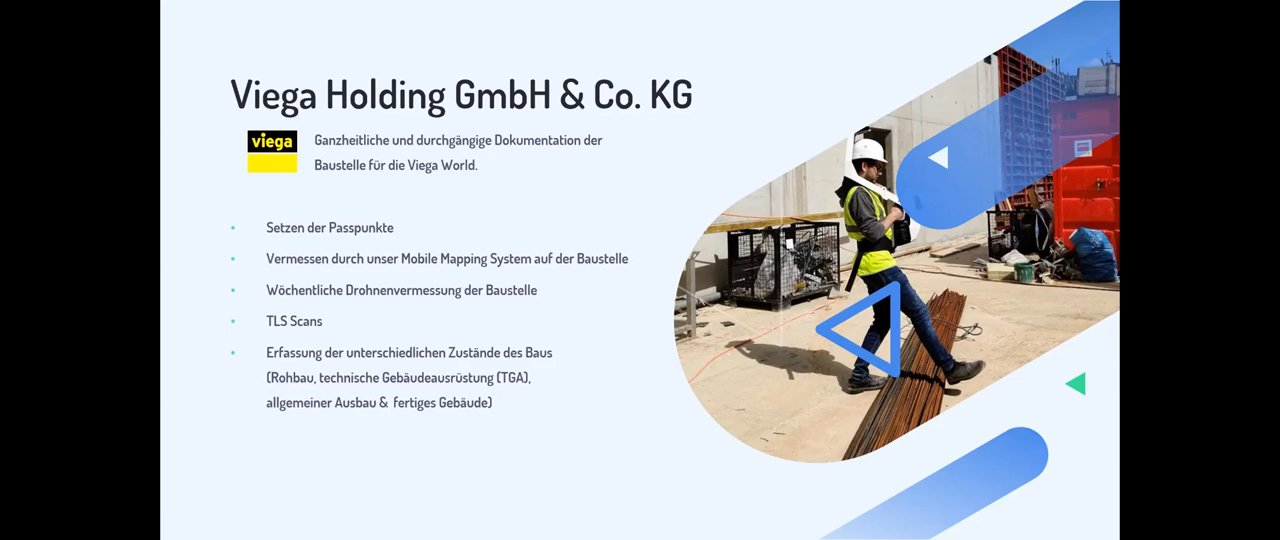 Viega Holding GmbH & Co. KG
viega
Ganzheitliche und durchgängige Dokumentation der
Baustelle für die Viega World.
• Setzen der Passpunkte
• Vermessen durch unser Mobile Mapping System auf der Baustelle
• Wöchentliche Drohnenvermessung der Baustelle
• TLS Scans
• Erfassung der unterschiedlichen Zustände des Baus
(Rohbau, technische Gebäudeausrüstung (TGA),
allgemeiner Ausbau & fertiges Gebäude)